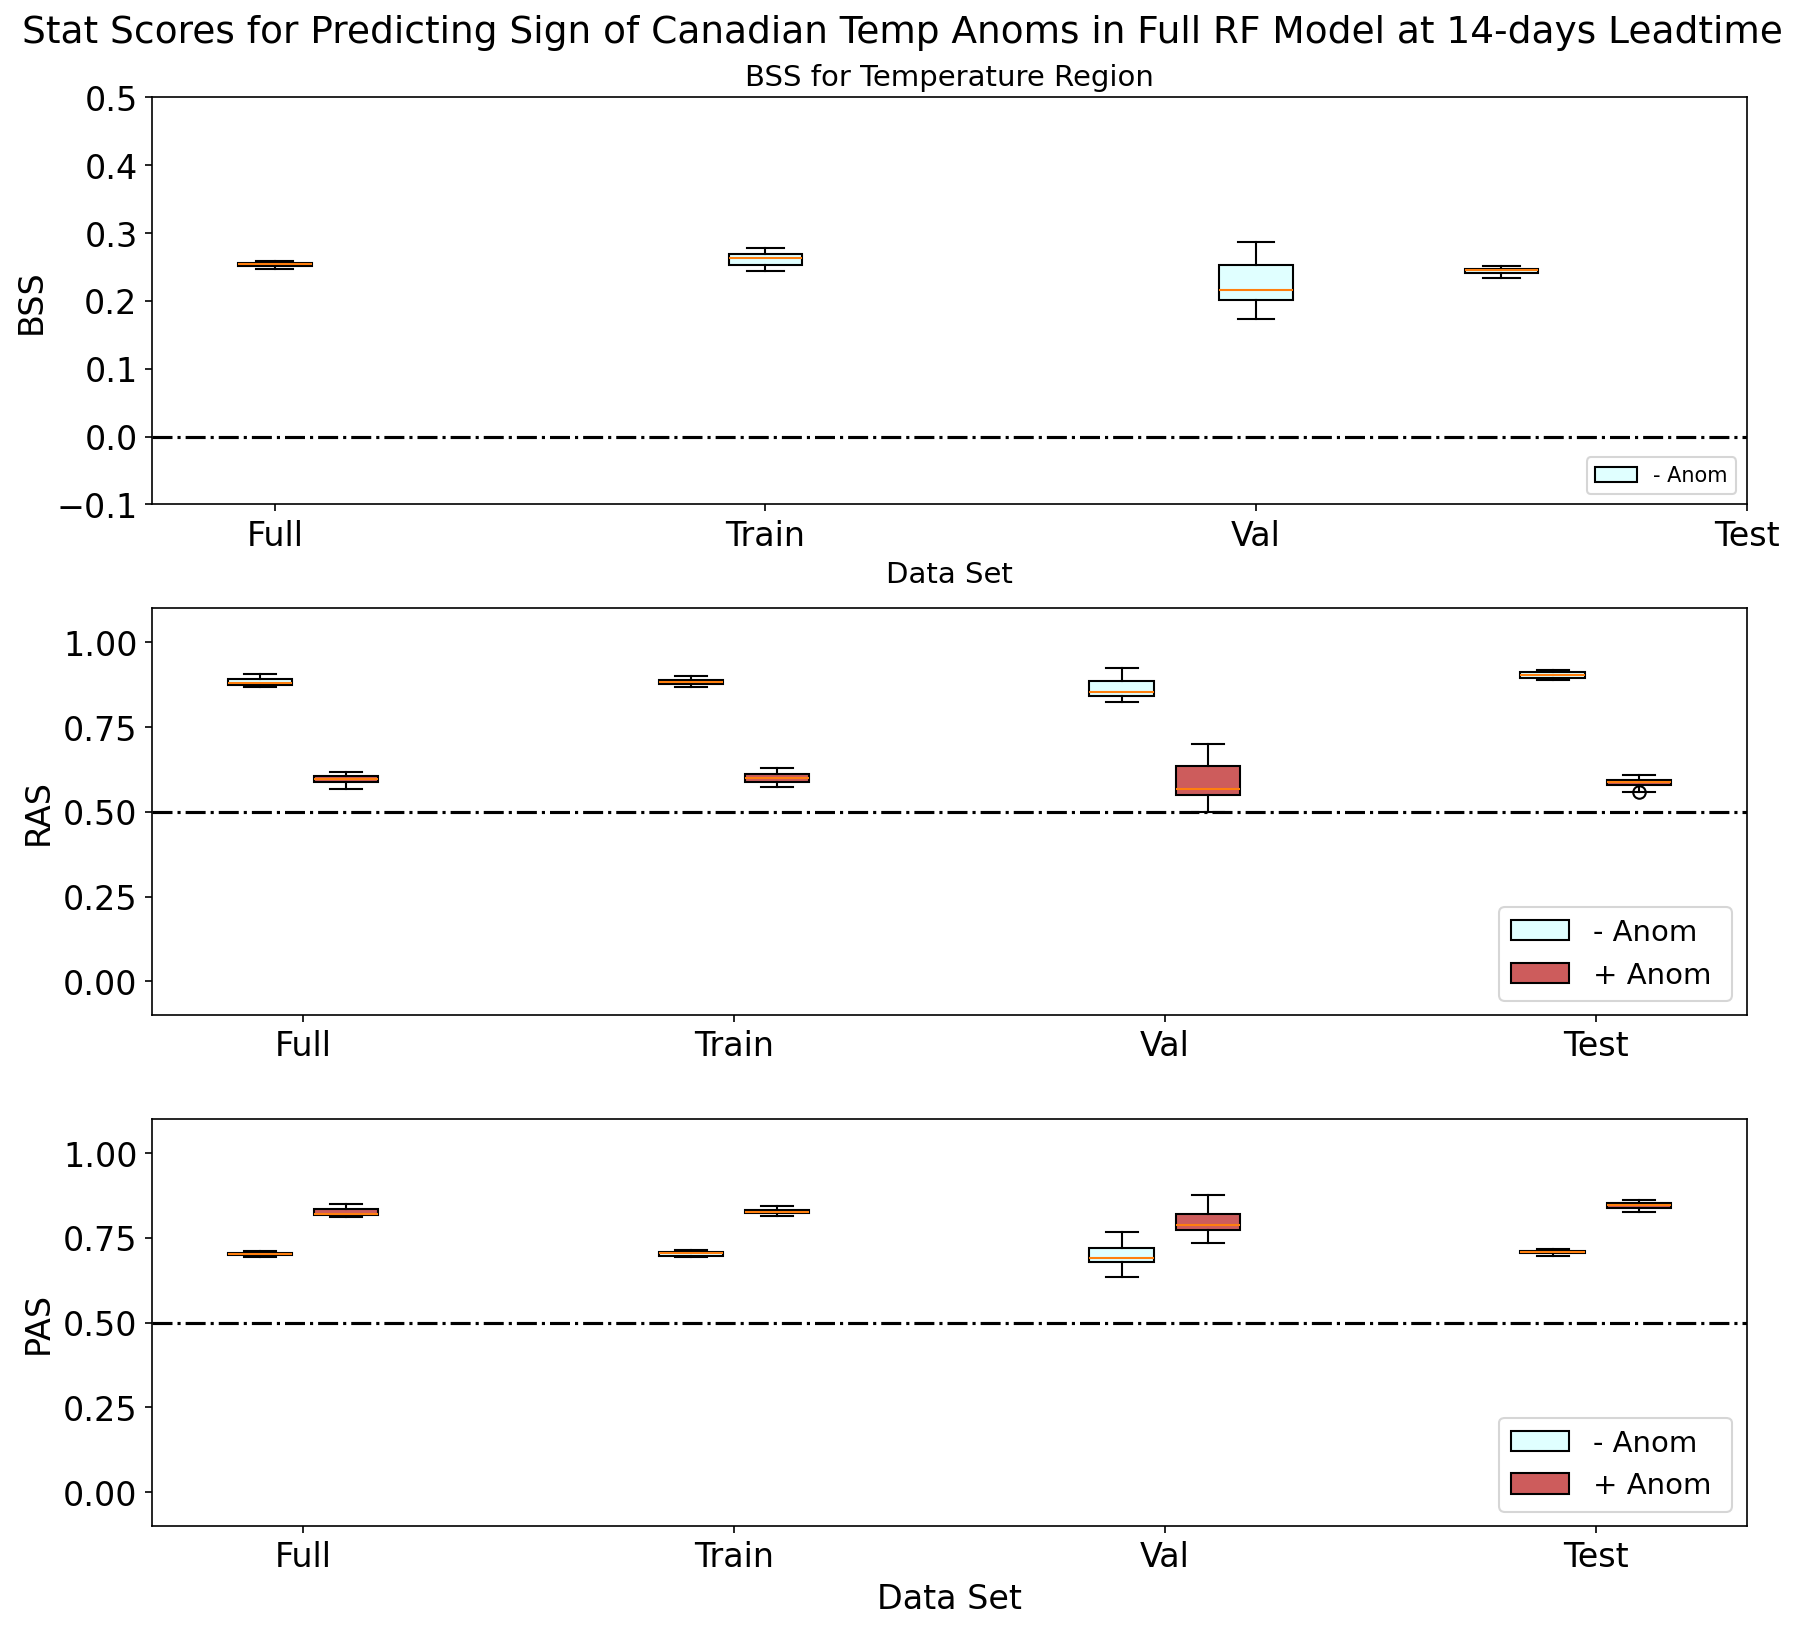 Stat Scores for Predicting Sign of Canadian Temp Anoms in Full RF Model at 14-days Leadtime
BSS for Temperature Region
BSS
0.5
0.4
0.3
0.2
0.1
0.0
−0.1
- Anom
Full Train Val Test
Data Set
RAS
1.00
0.75
0.50
0.25
0.00
- Anom
+ Anom
Full Train Val Test
PAS
1.00
0.75
0.50
0.25
0.00
- Anom
+ Anom
Full Train Val Test
Data Set